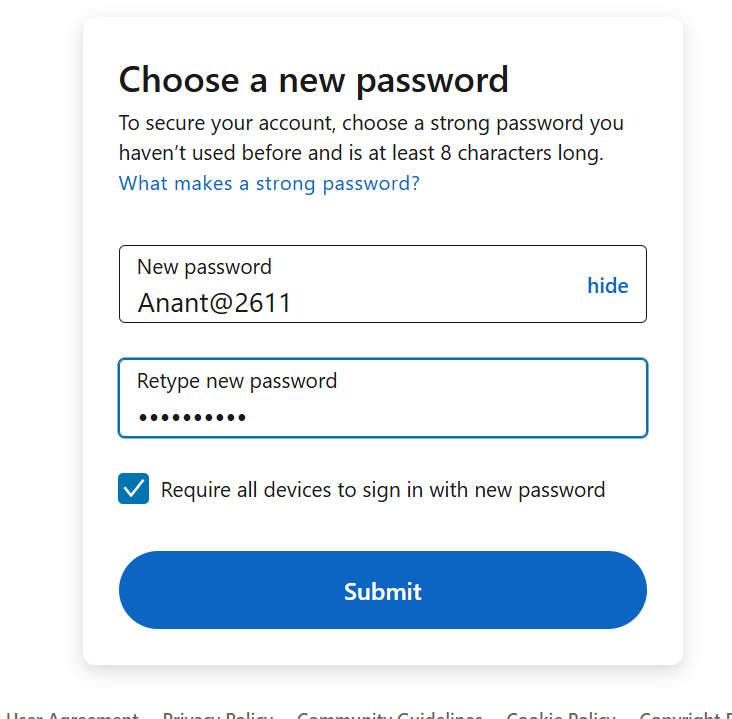 Choose a new password
To secure your account, choose a strong password you
haven't used before and is at least 8 characters long.
What makes a strong password?
New password
Anant@2611
hide
Retype new password
••••••••••
Require all devices to sign in with new password
Submit
User Agreement Privacy Policy Community Guidelines Cookie Policy Copyright